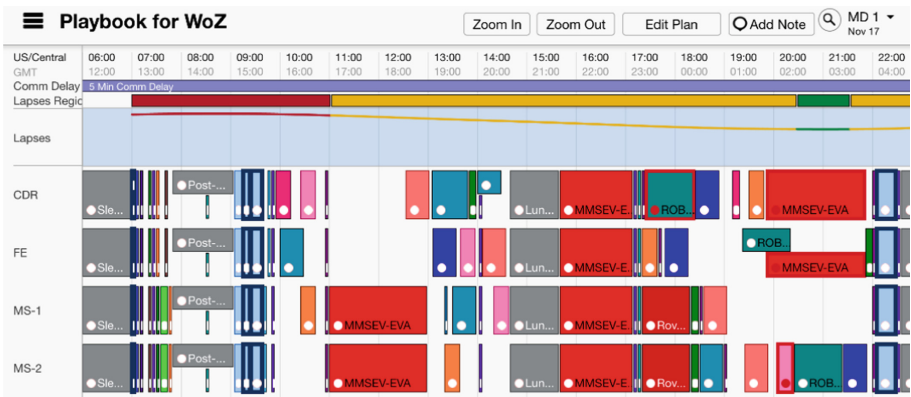 Playbook for WoZ
Zoom In Zoom Out Edit Plan Add Note MD 1
Nov 17
US/Central 06:00 07:00 08:00 09:00 10:00 11:00 12:00 13:00 14:00 15:00 16:00 17:00 18:00 19:00 20:00 21:00 22:00
GMT 12:00 13:00 14:00 15:00 16:00 17:00 18:00 19:00 20:00 21:00 22:00 23:00 00:00 01:00 02:00 03:00 04:00
Comm Delay 5 Min Comm Delay
Lapses Regic
Lapses
CDR
Post-...
Sle... Lun... MMSEV-E... ROB... MMSEV-EVA
FE
Post-... ROB...
Sle... Lun... MMSEV-E... MMSEV-EVA
MS-1
Post-...
Sle... MMSEV-EVA Lun... MMSEV-E... Rov...
MS-2
Post-...
Sle... MMSEV-EVA Lun... MMSEV-E... Rov... ROB...